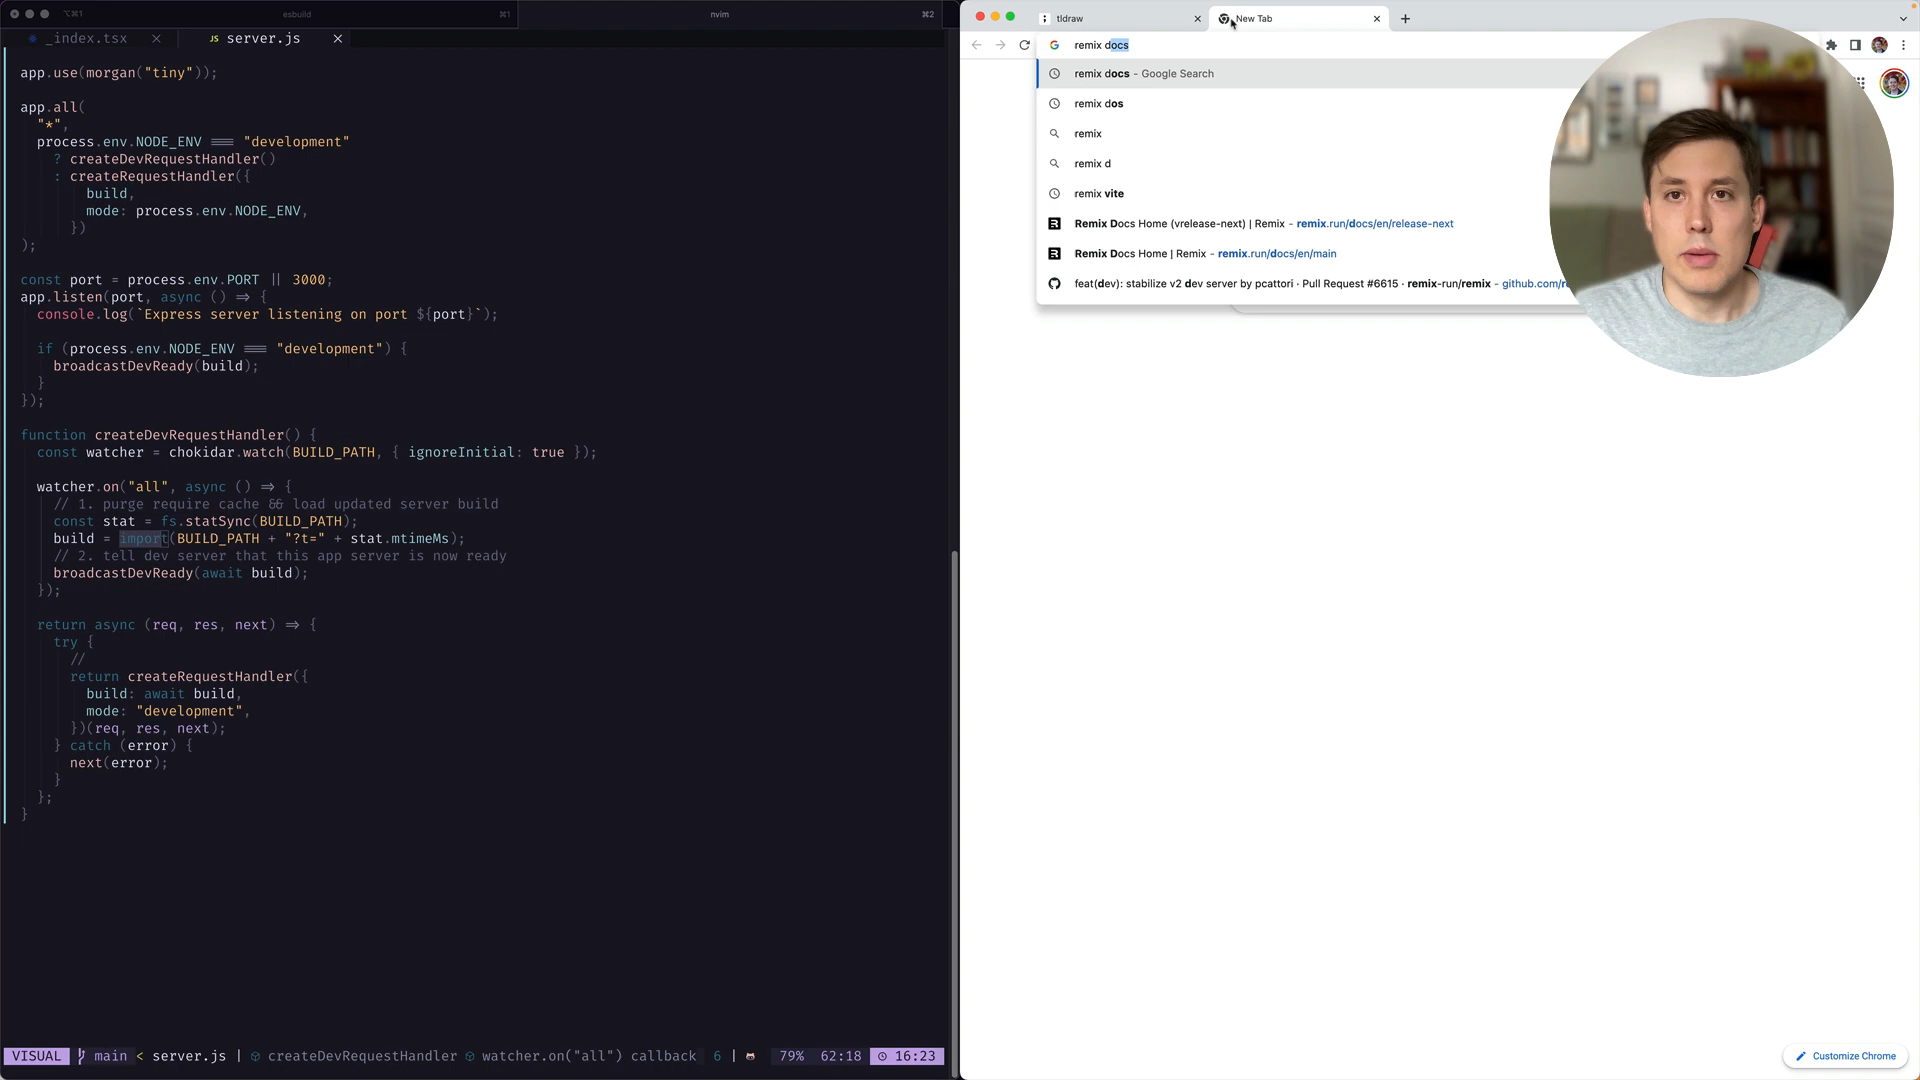 ⌥⌘1
esbuild
⌘1
nvim
⌘2
_index.tsx
JS server.js
app.use(morgan("tiny"));
app.all(
"*",
process.env.NODE_ENV === "development"
? createDevRequestHandler()
: createRequestHandler({
build,
mode: process.env.NODE_ENV,
})
);
const port = process.env.PORT || 3000;
app.listen(port, async () => {
console.log(`Express server listening on port ${port}`);
if (process.env.NODE_ENV === "development") {
broadcastDevReady(build);
}
});
function createDevRequestHandler() {
const watcher = chokidar.watch(BUILD_PATH, { ignoreInitial: true });
watcher.on("all", async () => {
// 1. purge require cache && load updated server build
const stat = fs.statSync(BUILD_PATH);
build = import(BUILD_PATH + "?t=" + stat.mtimeMs);
// 2. tell dev server that this app server is now ready
broadcastDevReady(await build);
});
return async (req, res, next) => {
try {
//
return createRequestHandler({
build: await build,
mode: "development",
})(req, res, next);
} catch (error) {
next(error);
}
};
}
VISUAL main < server.js | createDevRequestHandler watcher.on("all") callback 6 | 79% 62:18 16:23
tldraw
New Tab
remix docs
remix docs - Google Search
remix dos
remix
remix d
remix vite
Remix Docs Home (vrelease-next) | Remix - remix.run/docs/en/release-next
Remix Docs Home | Remix - remix.run/docs/en/main
feat(dev): stabilize v2 dev server by pcattori · Pull Request #6615 · remix-run/remix - github.com/re
Customize Chrome